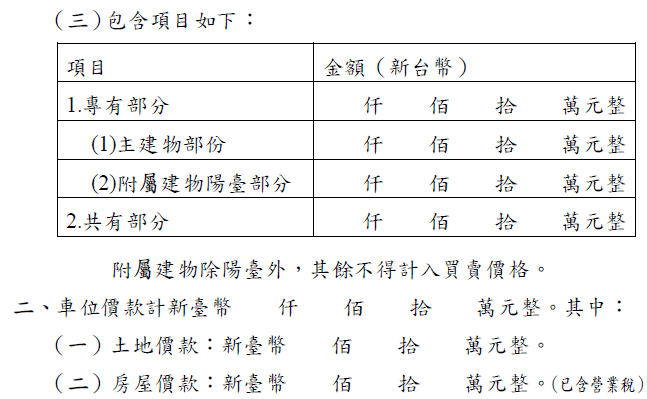 （三）包含項目如下：
項目 金額（新台幣）
1.專有部分 仟 佰 拾 萬元整
(1)主建物部份 仟 佰 拾 萬元整
(2)附屬建物陽臺部分 仟 佰 拾 萬元整
2.共有部分 仟 佰 拾 萬元整
附屬建物除陽臺外，其餘不得計入買賣價格。
二、車位價款計新臺幣 仟 佰 拾 萬元整。其中：
（一）土地價款：新臺幣 佰 拾 萬元整。
（二）房屋價款：新臺幣 佰 拾 萬元整。(已含營業稅)